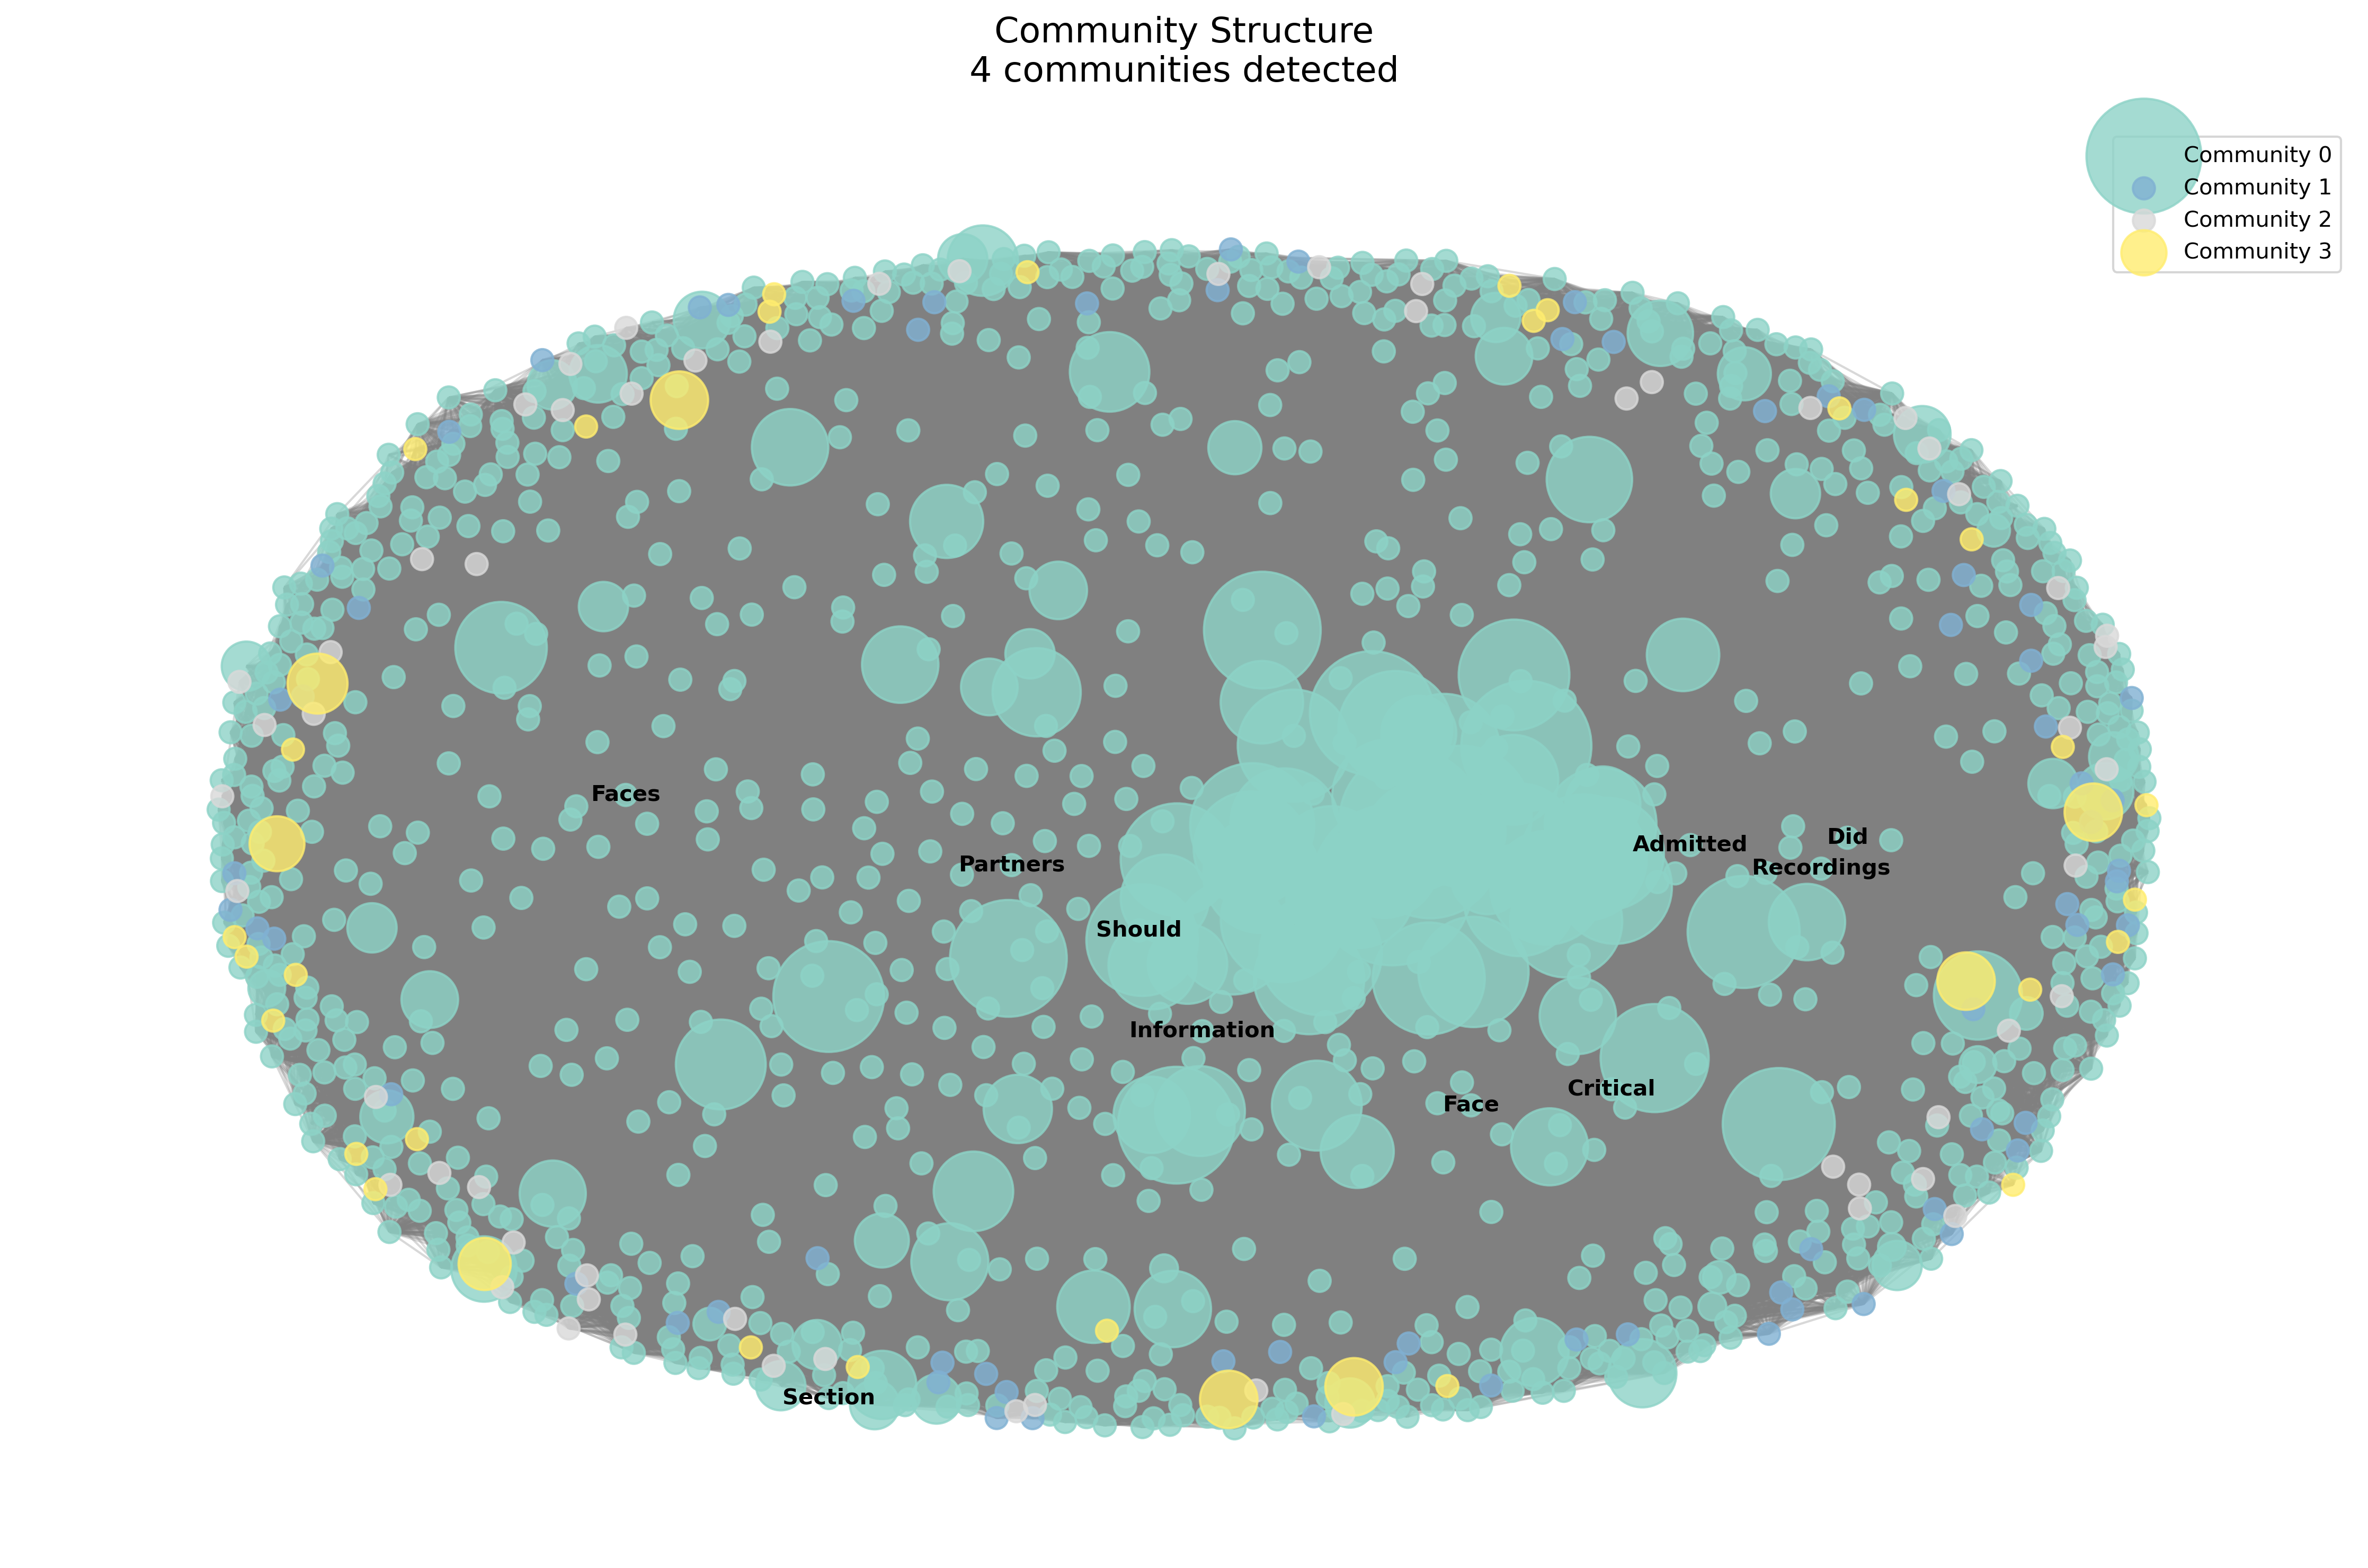 Community Structure
4 communities detected
Community 0
Community 1
Community 2
Community 3
Faces
Partners
Admitted
Did
Recordings
Should
Information
Critical
Face
Section